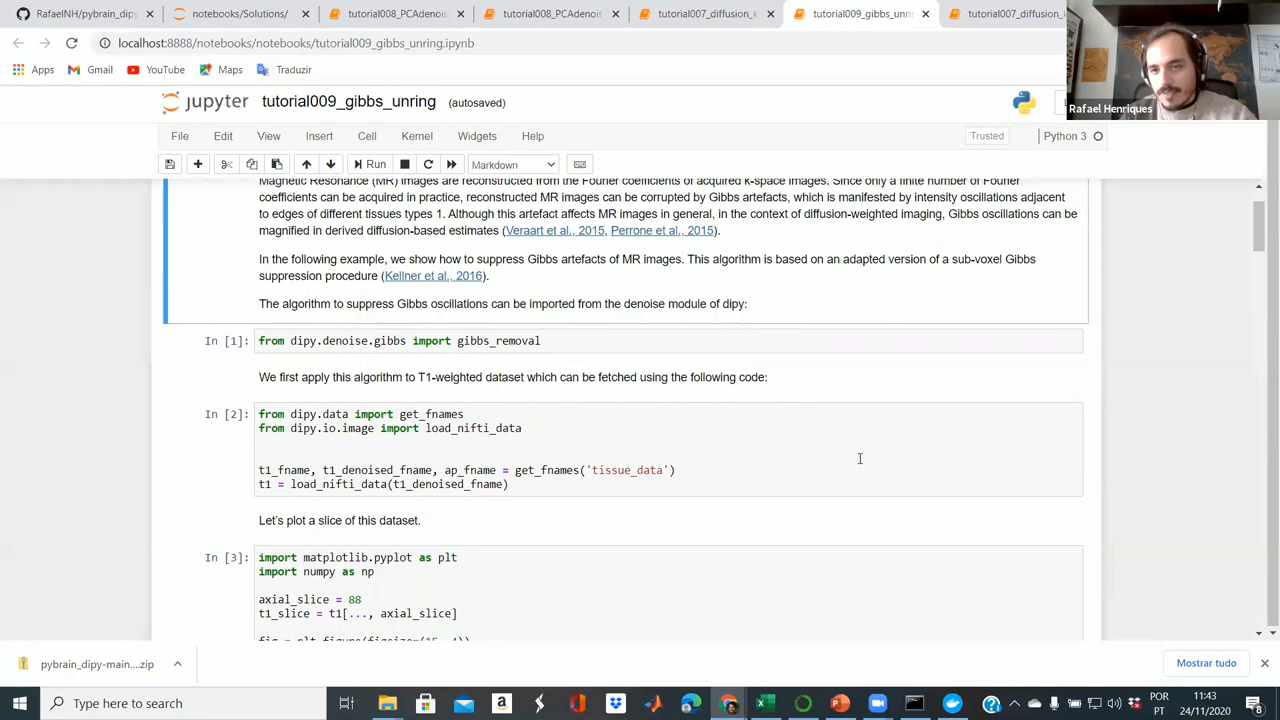 RafaelNH/pybrain_dipy
notebooks/Solutions/
tutorial008_PCAdenois
tutorial008_PCAdenois
tutorial007_diffusion_k
tutorial009_gibbs_unri
tutorial007_diffusion_
localhost:8888/notebooks/notebooks/tutorial009_gibbs_unring.ipynb
Apps Gmail YouTube Maps Traduzir
Rafael Henriques
jupyter tutorial009_gibbs_unring (autosaved)
File Edit View Insert Cell Kernel Widgets Help
Trusted Python 3
Run Markdown
Magnetic Resonance (MR) images are reconstructed from the Fourier coefficients of acquired k-space images. Since only a finite number of Fourier
coefficients can be acquired in practice, reconstructed MR images can be corrupted by Gibbs artefacts, which is manifested by intensity oscillations adjacent
to edges of different tissues types 1. Although this artefact affects MR images in general, in the context of diffusion-weighted imaging, Gibbs oscillations can be
magnified in derived diffusion-based estimates (Veraart et al., 2015, Perrone et al., 2015).
In the following example, we show how to suppress Gibbs artefacts of MR images. This algorithm is based on an adapted version of a sub-voxel Gibbs
suppression procedure (Kellner et al., 2016).
The algorithm to suppress Gibbs oscillations can be imported from the denoise module of dipy:
In [1]: from dipy.denoise.gibbs import gibbs_removal
We first apply this algorithm to T1-weighted dataset which can be fetched using the following code:
In [2]: from dipy.data import get_fnames
from dipy.io.image import load_nifti_data
t1_fname, t1_denoised_fname, ap_fname = get_fnames('tissue_data')
t1 = load_nifti_data(t1_denoised_fname)
Let's plot a slice of this dataset.
In [3]: import matplotlib.pyplot as plt
import numpy as np
axial_slice = 88
t1_slice = t1[..., axial_slice]
fig = plt.figure(figsize=(15, 4))
pybrain_dipy-main....zip
Mostrar tudo
Type here to search
POR
PT
11:43
24/11/2020
8